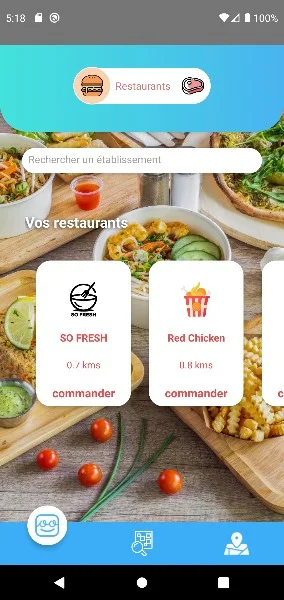 5:18
100%
Restaurants
Rechercher un établissement
Vos restaurants
SO FRESH
SO FRESH
0.7 kms
commander
Red Chicken
0.8 kms
commander
c